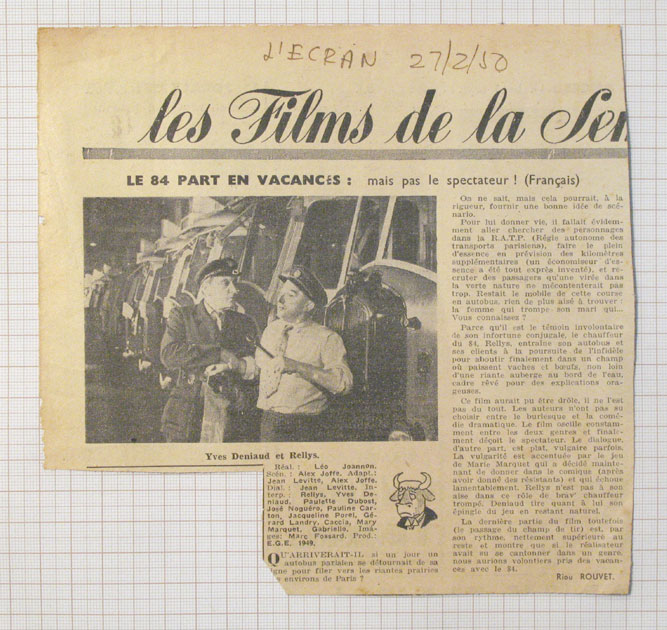 L'ECRAN 27/2/50
les Films de la Sem
LE 84 PART EN VACANCES : mais pas le spectateur ! (Français)
Yves Deniaud et Rellys.
Réal. : Léo Joannon.
Scén. : Alex Joffe. Adapt.:
Jean Levitte, Alex Joffe.
Dial. : Jean Levitte. In-
terp. : Rellys, Yves De-
niaud, Paulette Dubost,
José Noguéro, Pauline Car-
ton, Jacqueline Porel, Gé-
rard Landry, Caccia, Mary
Marquet, Gabrielle. Ima-
ges: Marc Fossard. Prod.:
E.G.E. 1949.
QU'ARRIVERAIT-IL si un jour un
autobus parisien se détournait de sa
igne pour filer vers les riantes prairies
environs de Paris ?
On ne sait, mais cela pourrait, à la
rigueur, fournir une bonne idée de scé-
nario.
Pour lui donner vie, il fallait évidem-
ment aller chercher des personnages
dans la R.A.T.P. (Régie autonome des
transports parisiens), faire le plein
d'essence en prévision des kilomètres
supplémentaires (un économiseur d'es-
sence a été tout exprès inventé), et re-
cruter des passagers qu'une virée dans
la verte nature ne mécontenterait pas
trop. Restait le mobile de cette course
en autobus, rien de plus aisé à trouver :
la femme qui trompe son mari qui...
Vous connaissez ?
Parce qu'il est le témoin involontaire
de son infortune conjugale, le chauffeur
du 84, Rellys, entraîne son autobus et
ses clients à la poursuite de l'infidèle
pour aboutir finalement dans un champ
où paissent vaches et bœufs, non loin
d'une riante auberge au bord de l'eau,
cadre rêvé pour des explications ora-
geuses.
Ce film aurait pu être drôle, il ne l'est
pas du tout. Les auteurs n'ont pas su
choisir entre le burlesque et la comé-
die dramatique. Le film oscille constam-
ment entre les deux genres et finale-
ment déçoit le spectateur. Le dialogue,
d'autre part, est plat, vulgaire parfois.
La vulgarité est accentuée par le jeu
de Marie Marquet qui a décidé mainte-
nant de donner dans le comique (après
avoir donné des résistants) et qui échoue
lamentablement. Rellys n'est pas à son
aise dans ce rôle de brav' chauffeur
trompé. Deniaud tire quant à lui son
épingle du jeu en restant naturel.
La dernière partie du film toutefois
(le passage du champ de tir) est, par
son rythme, nettement supérieure au
reste et montre que si le réalisateur
avait su se cantonner dans un genre,
nous aurions volontiers pris des vacan-
ces avec le 84.
Riou ROUVET.